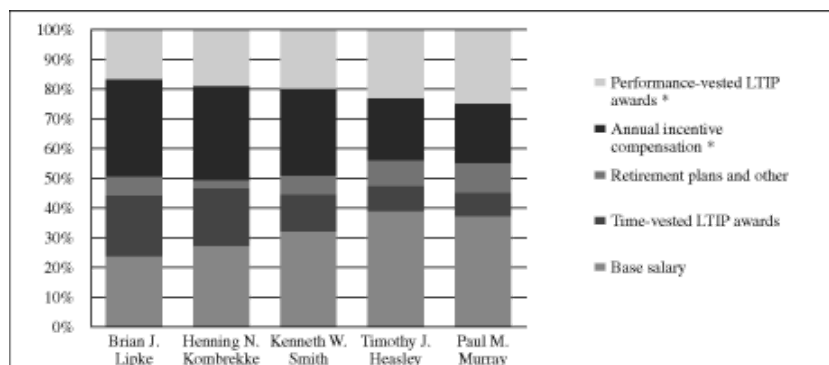 100%
90%
80%
70%
60%
50%
40%
30%
20%
10%
0%
Brian J.
Lipke
Henning N.
Kombrekke
Kenneth W.
Smith
Timothy J.
Heasley
Paul M.
Murray
Performance-vested LTIP
awards *
Annual incentive
compensation *
Retirement plans and other
Time-vested LTIP awards
Base salary